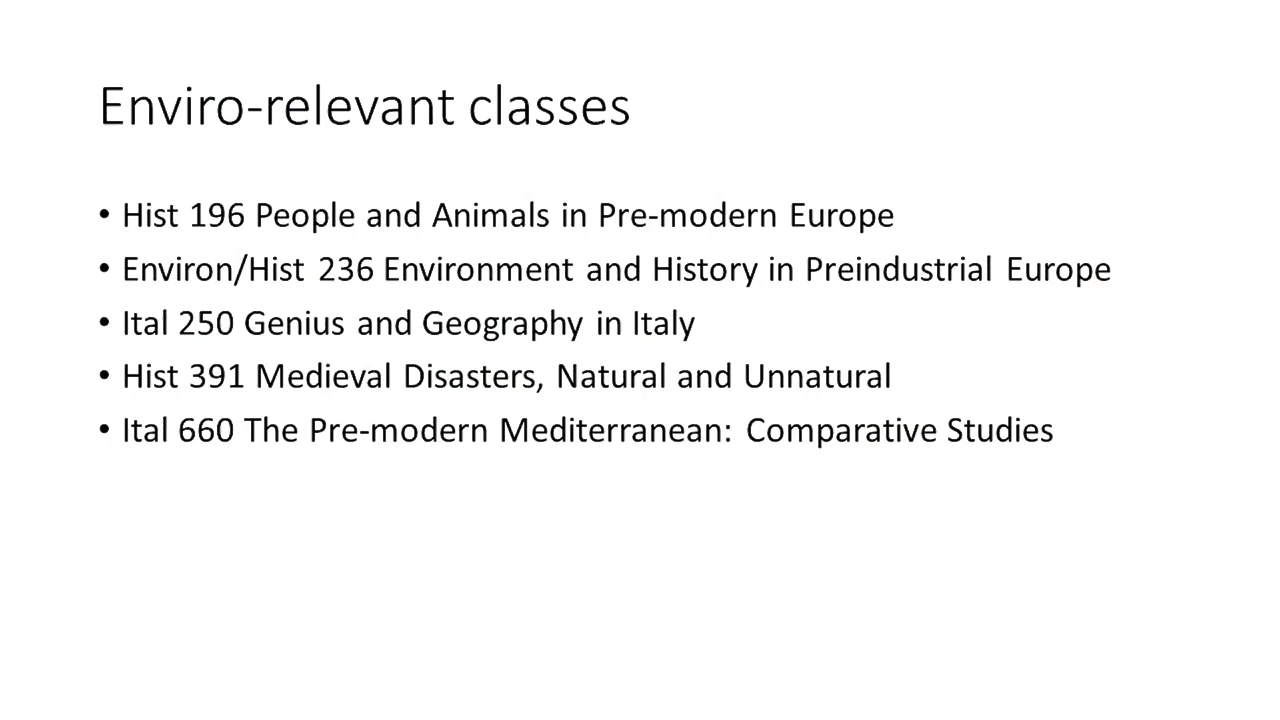 Enviro-relevant classes
• Hist 196 People and Animals in Pre-modern Europe
• Environ/Hist 236 Environment and History in Preindustrial Europe
• Ital 250 Genius and Geography in Italy
• Hist 391 Medieval Disasters, Natural and Unnatural
• Ital 660 The Pre-modern Mediterranean: Comparative Studies